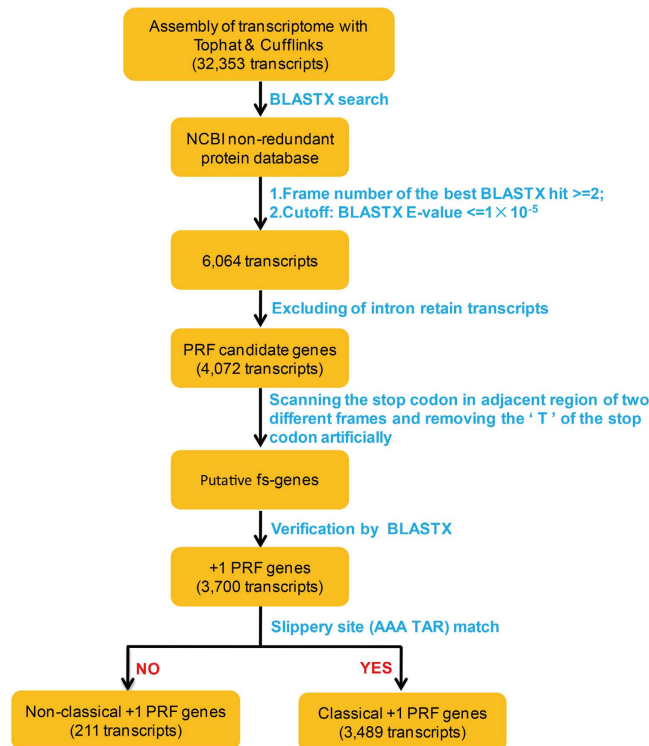 Assembly of transcriptome with
Tophat & Cufflinks
(32,353 transcripts)
BLASTX search
NCBI non-redundant
protein database
1.Frame number of the best BLASTX hit >=2;
2.Cutoff: BLASTX E-value <=1×10⁻⁵
6,064 transcripts
Excluding of intron retain transcripts
PRF candidate genes
(4,072 transcripts)
Scanning the stop codon in adjacent region of two
different frames and removing the ‘ T ’ of the stop
codon artificially
Putative fs-genes
Verification by BLASTX
+1 PRF genes
(3,700 transcripts)
Slippery site (AAA TAR) match
NO
YES
Non-classical +1 PRF genes
(211 transcripts)
Classical +1 PRF genes
(3,489 transcripts)